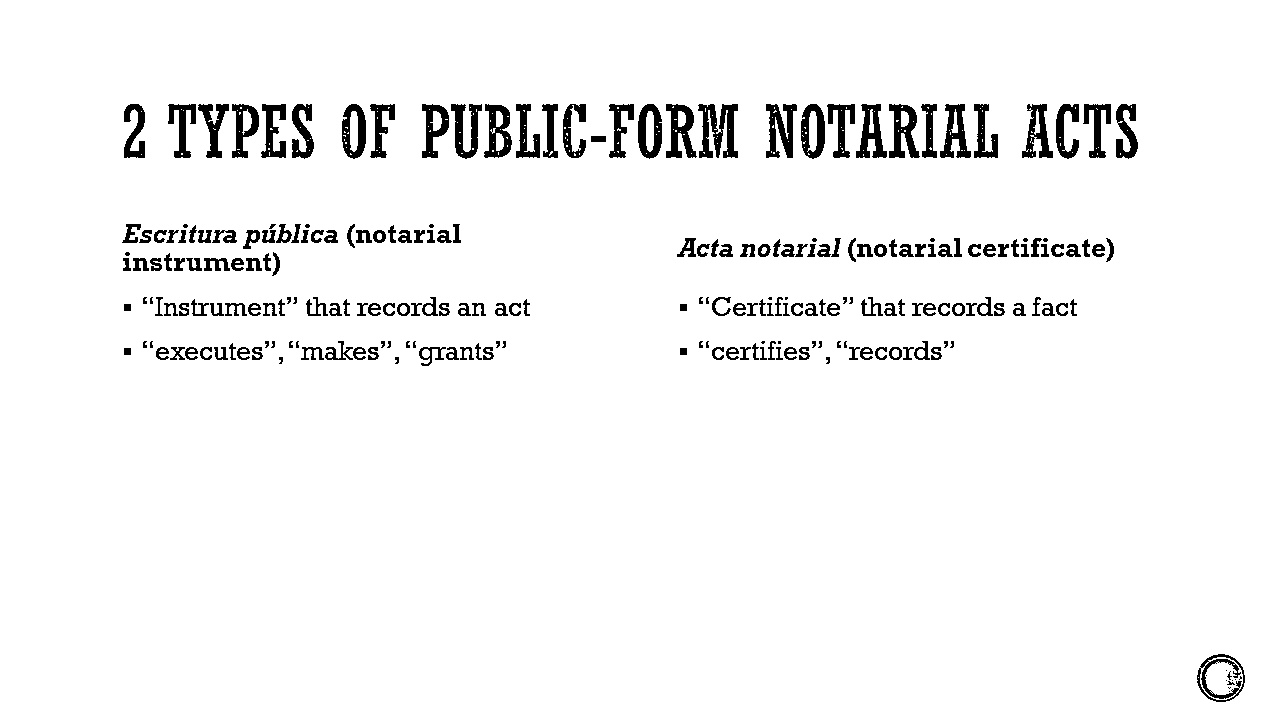 2 TYPES OF PUBLIC-FORM NOTARIAL ACTS
Escritura pública (notarial
instrument)
▪ “Instrument” that records an act
▪ “executes”, “makes”, “grants”
Acta notarial (notarial certificate)
▪ “Certificate” that records a fact
▪ “certifies”, “records”